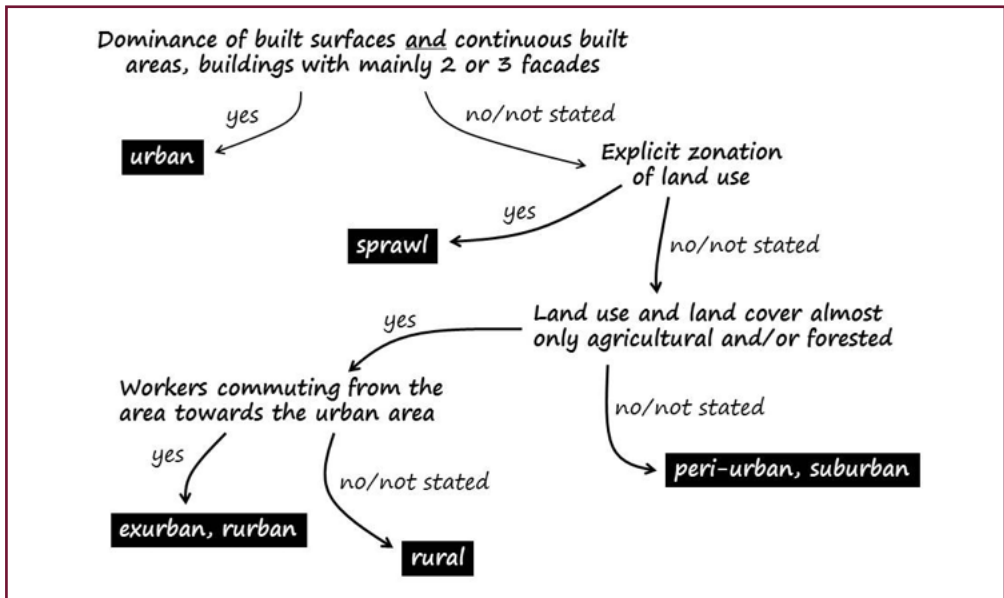 Dominance of built surfaces and continuous built
areas, buildings with mainly 2 or 3 facades
yes
no/not stated
urban
Explicit zonation
of land use
yes
sprawl
no/not stated
Land use and land cover almost
only agricultural and/or forested
yes
Workers commuting from the
area towards the urban area
no/not stated
yes
peri-urban, suburban
no/not stated
exurban, rurban
rural